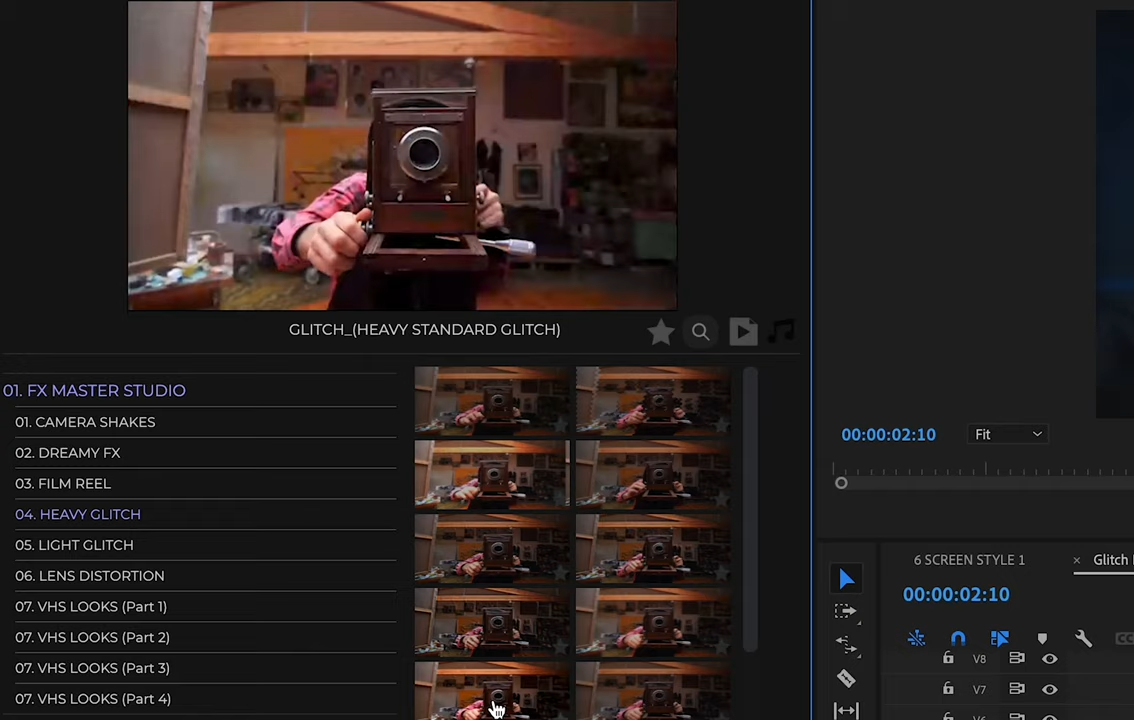 GLITCH_(HEAVY STANDARD GLITCH)
01. FX MASTER STUDIO
01. CAMERA SHAKES
02. DREAMY FX
03. FILM REEL
04. HEAVY GLITCH
05. LIGHT GLITCH
06. LENS DISTORTION
07. VHS LOOKS (Part 1)
07. VHS LOOKS (Part 2)
07. VHS LOOKS (Part 3)
07. VHS LOOKS (Part 4)
00:00:02:10 Fit
6 SCREEN STYLE 1 × Glitch
00:00:02:10
V8
V7